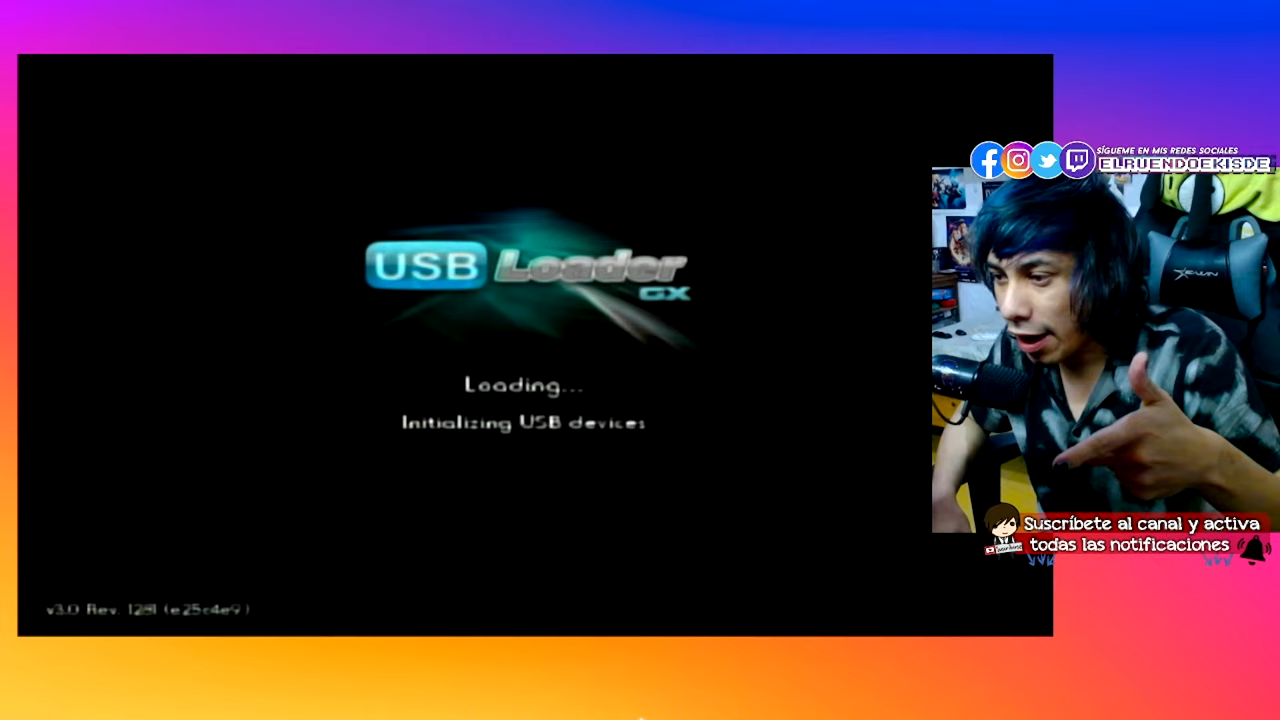 USB Loader GX
Loading...
Initializing USB devices
v3.0 Rev. 1281 (e25c4e9)
SÍGUEME EN MIS REDES SOCIALES
ELRUENDOEKISDE
Suscríbete al canal y activa
todas las notificaciones